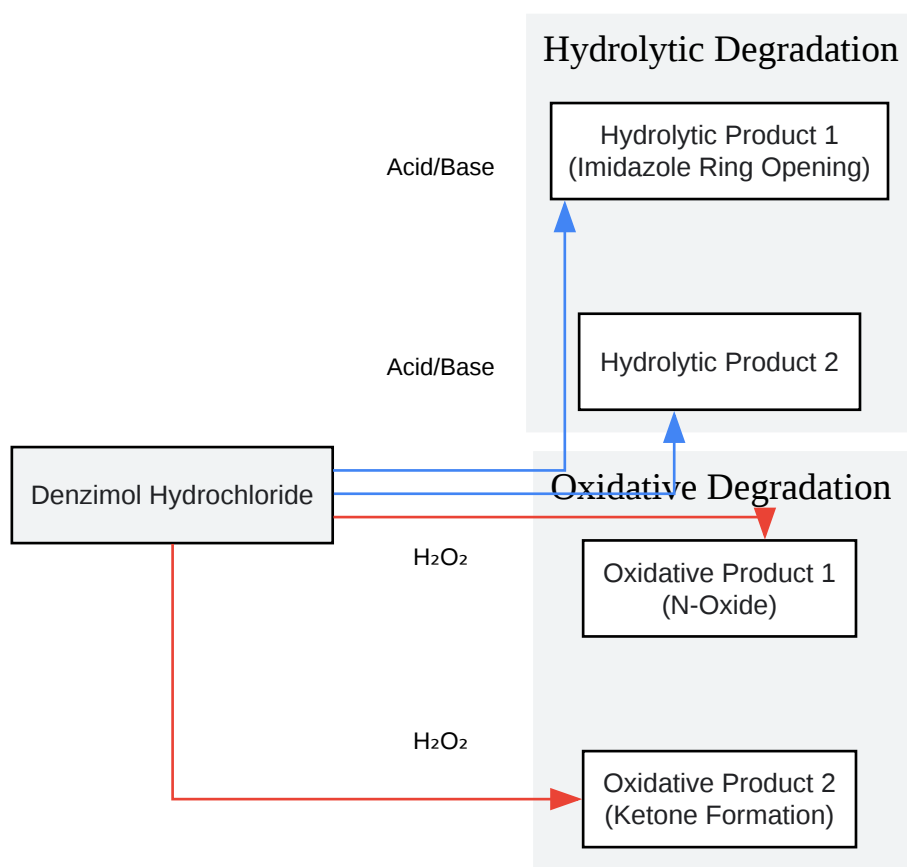 Hydrolytic Degradation
Hydrolytic Product 1
(Imidazole Ring Opening)
Acid/Base
Hydrolytic Product 2
Acid/Base
Denzimol Hydrochloride
Oxidative Degradation
H₂O₂
Oxidative Product 1
(N-Oxide)
H₂O₂
Oxidative Product 2
(Ketone Formation)